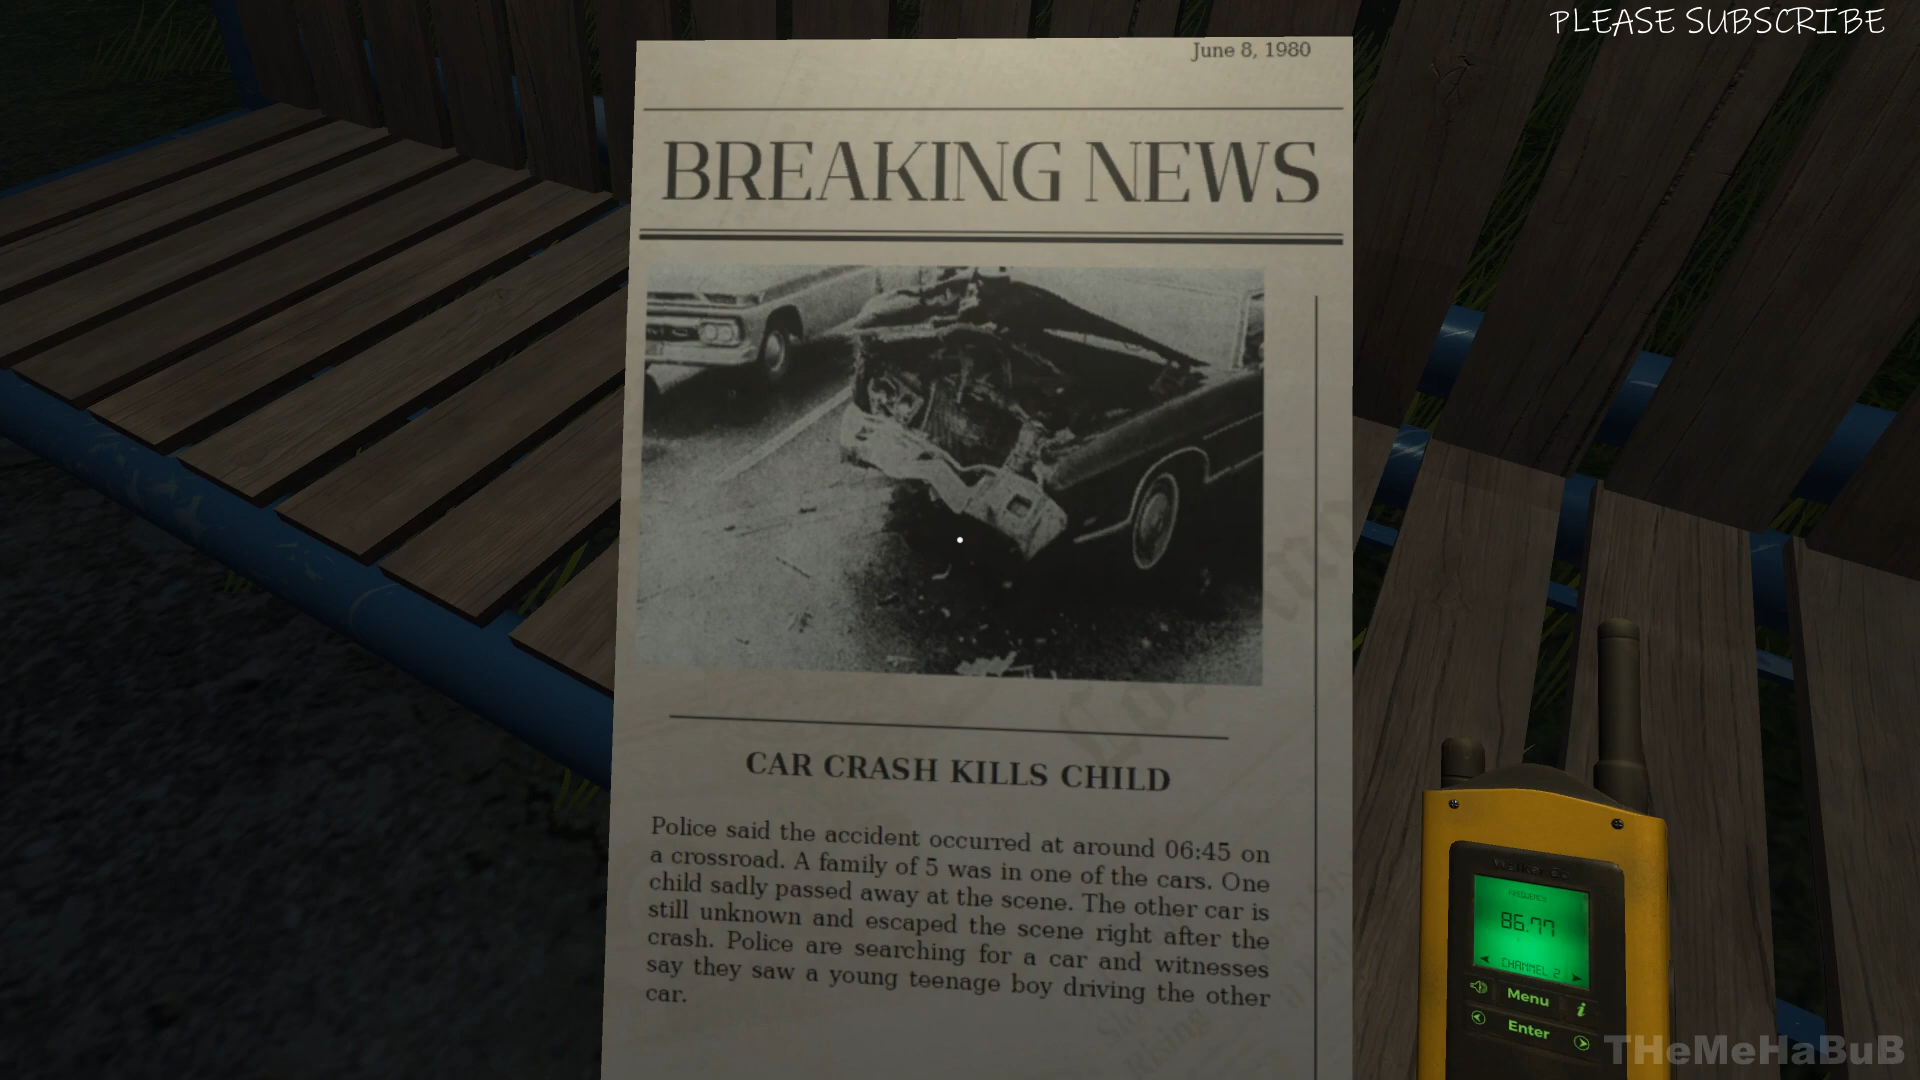 PLEASE SUBSCRIBE
June 8, 1980
BREAKING NEWS
CAR CRASH KILLS CHILD
Police said the accident occurred at around 06:45 on
a crossroad. A family of 5 was in one of the cars. One
child sadly passed away at the scene. The other car is
still unknown and escaped the scene right after the
crash. Police are searching for a car and witnesses
say they saw a young teenage boy driving the other
car.
FREQUENCY
86.77
CHANNEL 2
Menu
Enter
THeMeHaBuB